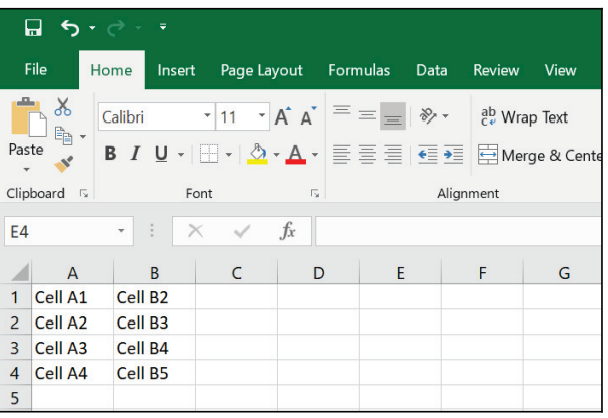 File Home Insert Page Layout Formulas Data Review View
Calibri 11 A A ab Wrap Text
Paste B I U A Merge & Cente
Clipboard Font Alignment
E4 fx
A B C D E F G
1 Cell A1 Cell B2
2 Cell A2 Cell B3
3 Cell A3 Cell B4
4 Cell A4 Cell B5
5